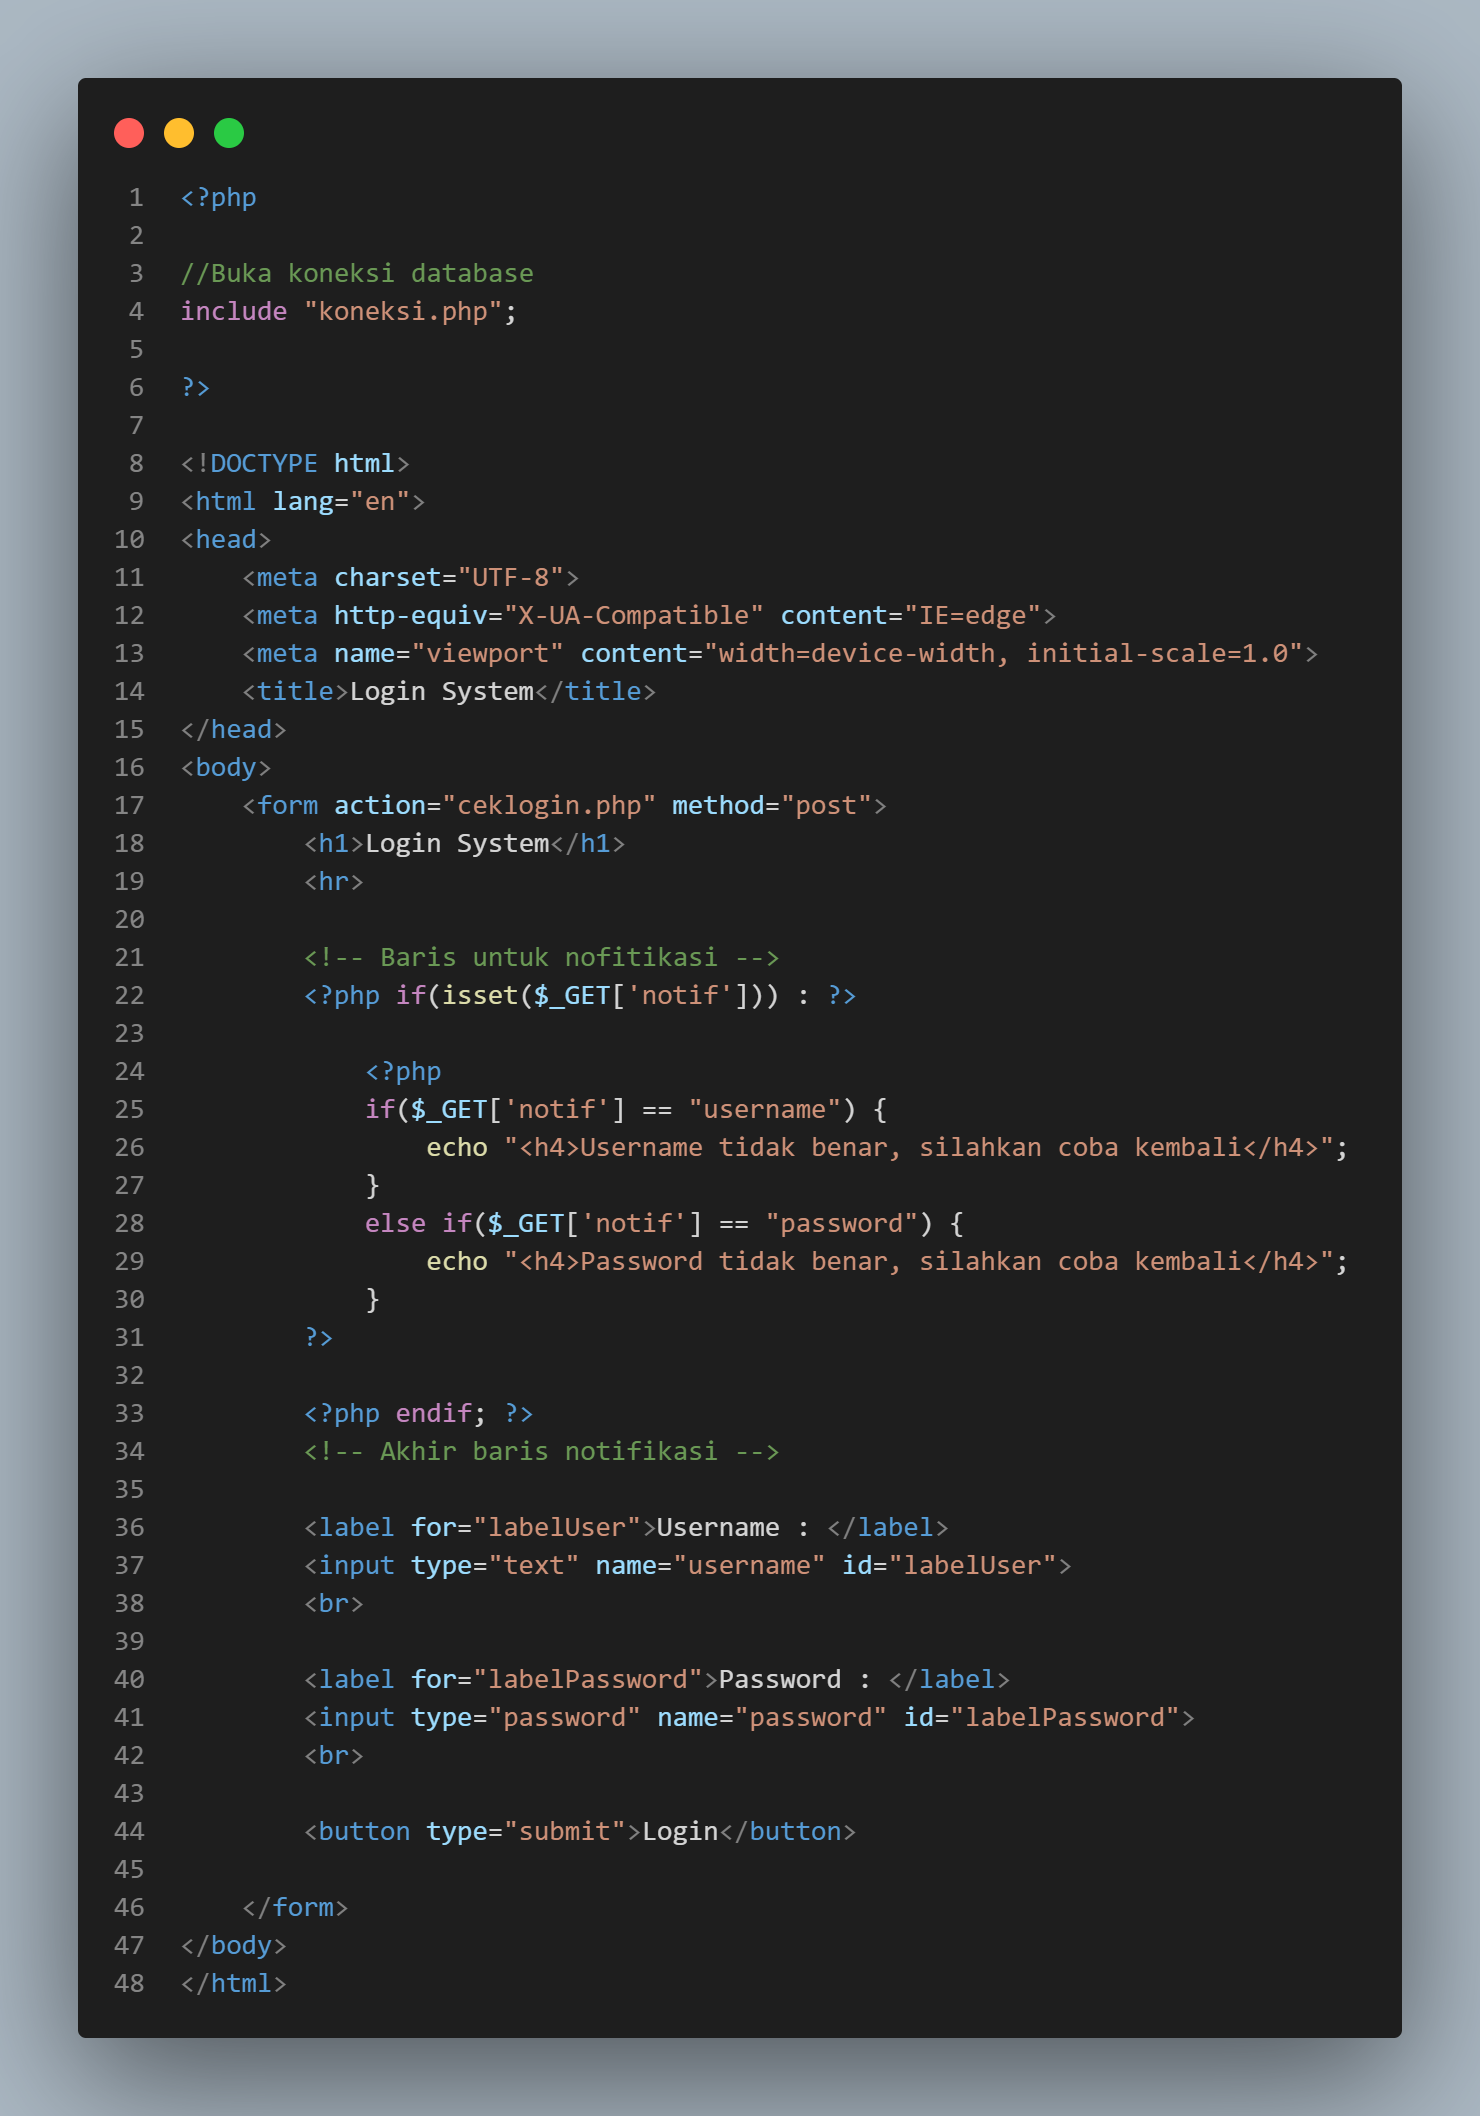 1 <?php
2
3 //Buka koneksi database
4 include "koneksi.php";
5
6 ?>
7
8 <!DOCTYPE html>
9 <html lang="en">
10 <head>
11     <meta charset="UTF-8">
12     <meta http-equiv="X-UA-Compatible" content="IE=edge">
13     <meta name="viewport" content="width=device-width, initial-scale=1.0">
14     <title>Login System</title>
15 </head>
16 <body>
17     <form action="ceklogin.php" method="post">
18         <h1>Login System</h1>
19         <hr>
20
21         <!-- Baris untuk nofitikasi -->
22         <?php if(isset($_GET['notif'])) : ?>
23
24             <?php
25             if($_GET['notif'] == "username") {
26                 echo "<h4>Username tidak benar, silahkan coba kembali</h4>";
27             }
28             else if($_GET['notif'] == "password") {
29                 echo "<h4>Password tidak benar, silahkan coba kembali</h4>";
30             }
31         ?>
32
33         <?php endif; ?>
34         <!-- Akhir baris notifikasi -->
35
36         <label for="labelUser">Username : </label>
37         <input type="text" name="username" id="labelUser">
38         <br>
39
40         <label for="labelPassword">Password : </label>
41         <input type="password" name="password" id="labelPassword">
42         <br>
43
44         <button type="submit">Login</button>
45
46     </form>
47 </body>
48 </html>